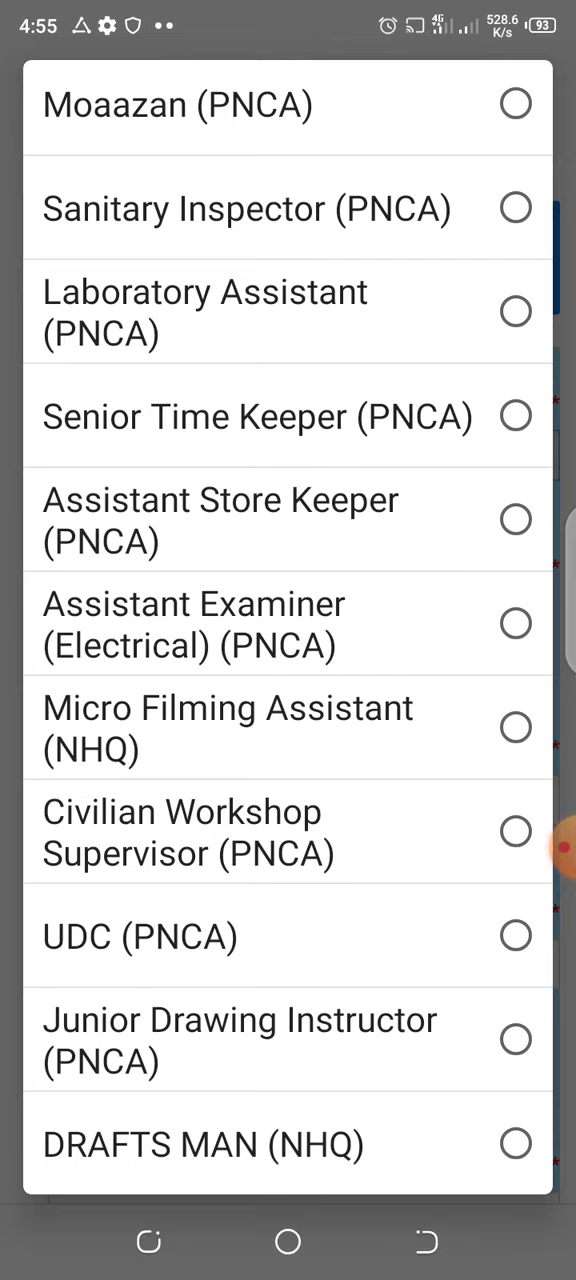 4:55
4G
528.6
K/s
93
Moaazan (PNCA)
Sanitary Inspector (PNCA)
Laboratory Assistant
(PNCA)
Senior Time Keeper (PNCA)
Assistant Store Keeper
(PNCA)
Assistant Examiner
(Electrical) (PNCA)
Micro Filming Assistant
(NHQ)
Civilian Workshop
Supervisor (PNCA)
UDC (PNCA)
Junior Drawing Instructor
(PNCA)
DRAFTS MAN (NHQ)